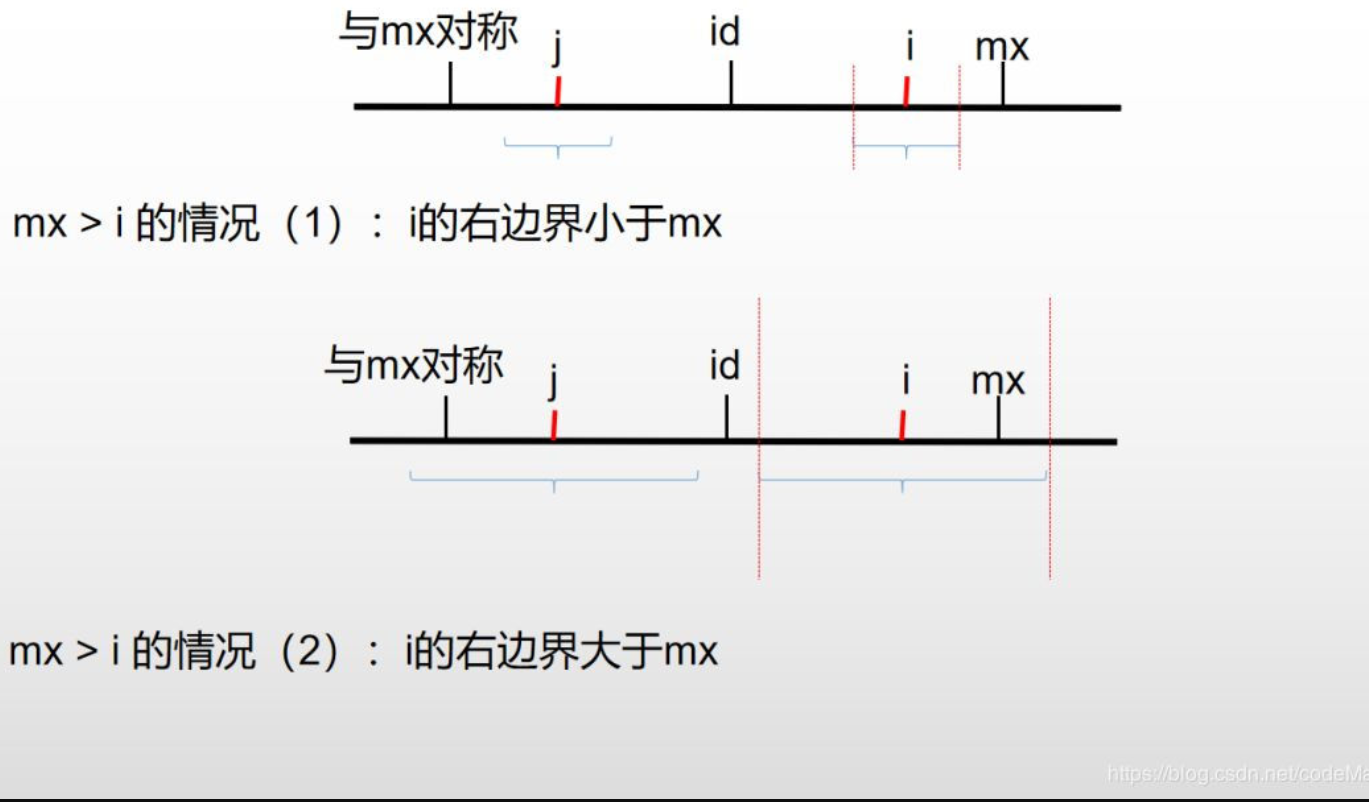 与mx对称 j id i mx
mx > i 的情况（1）：i的右边界小于mx
与mx对称 j id i mx
mx > i 的情况（2）：i的右边界大于mx
https://blog.csdn.net/codeMa